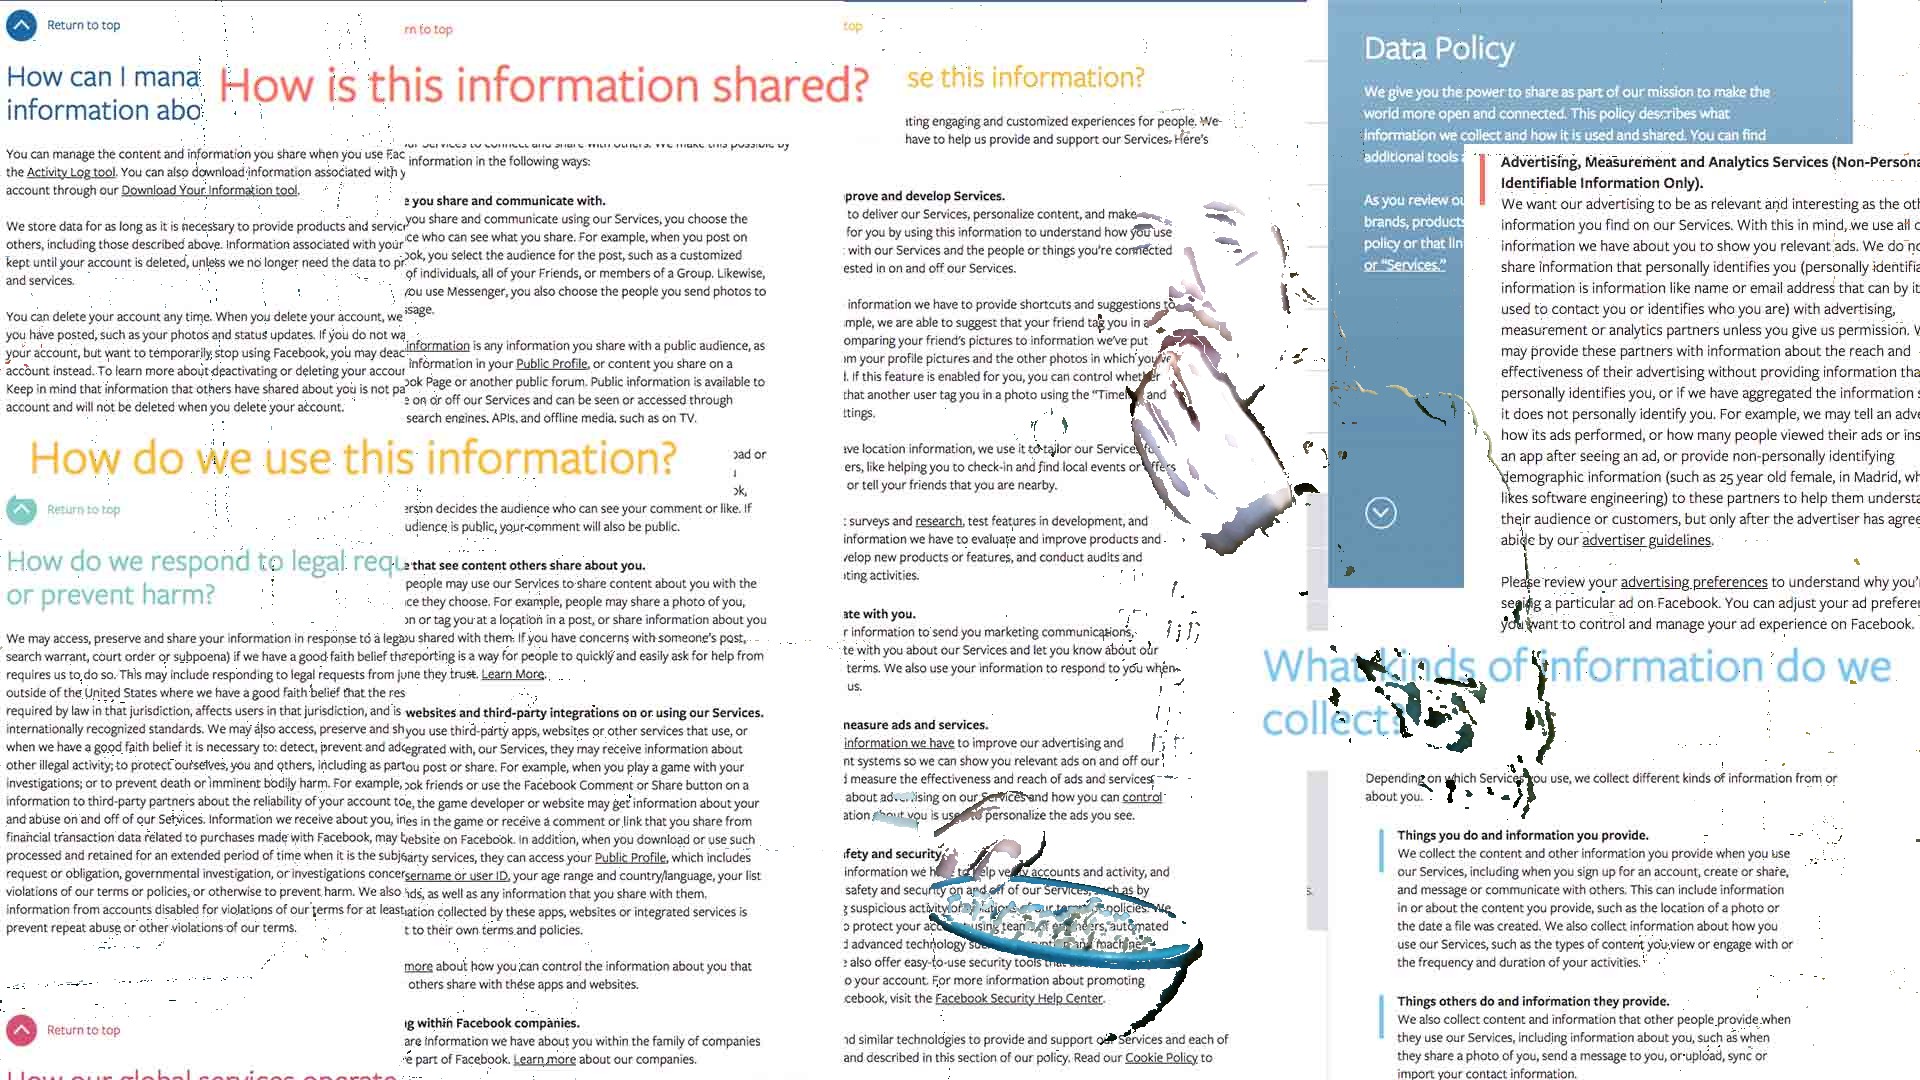 Return to top
How can I mana
information abo
You can manage the content and information you share when you use Fac
the Activity Log tool. You can also download information associated with y
account through our Download Your Information tool.
We store data for as long as it is necessary to provide products and service
others, including those described above. Information associated with your
kept until your account is deleted, unless we no longer need the data to pr
and services.
You can delete your account any time. When you delete your account, we
you have posted, such as your photos and status updates. If you do not wa
your account, but want to temporarily stop using Facebook, you may deac
account instead. To learn more about deactivating or deleting your accour
Keep in mind that information that others have shared about you is not pa
account and will not be deleted when you delete your account.
How do we use this information?
Return to top
How do we respond to legal requ
or prevent harm?
We may access, preserve and share your information in response to a lega
search warrant, court order or subpoena) if we have a good faith belief th
requires us to do so. This may include responding to legal requests from j
outside of the United States where we have a good faith belief that the res
required by law in that jurisdiction, affects users in that jurisdiction, and is
internationally recognized standards. We may also access, preserve and sh
when we have a good faith belief it is necessary to: detect, prevent and adc
other illegal activity; to protect ourselves, you and others, including as part
investigations; or to prevent death or imminent bodily harm. For example,
information to third-party partners about the reliability of your account to
and abuse on and off of our Services. Information we receive about you, in
financial transaction data related to purchases made with Facebook, may b
processed and retained for an extended period of time when it is the subje
request or obligation, governmental investigation, or investigations concer
violations of our terms or policies, or otherwise to prevent harm. We also
information from accounts disabled for violations of our terms for at least
prevent repeat abuse or other violations of our terms.
Return to top
How our global services operate
rn to top
How is this information shared?
information in the following ways:
e you share and communicate with.
you share and communicate using our Services, you choose the
ce who can see what you share. For example, when you post on
ook, you select the audience for the post, such as a customized
of individuals, all of your Friends, or members of a Group. Likewise,
you use Messenger, you also choose the people you send photos to
ssage.
information is any information you share with a public audience, as
information in your Public Profile, or content you share on a
ook Page or another public forum. Public information is available to
e on or off our Services and can be seen or accessed through
search engines, APIs, and offline media, such as on TV.
oad or
ok,
erson decides the audience who can see your comment or like. If
udience is public, your comment will also be public.
e that see content others share about you.
people may use our Services to share content about you with the
ce they choose. For example, people may share a photo of you,
on or tag you at a location in a post, or share information about you
ou shared with them. If you have concerns with someone's post,
reporting is a way for people to quickly and easily ask for help from
one they trust. Learn More.
websites and third-party integrations on or using our Services.
you use third-party apps, websites or other services that use, or
egrated with, our Services, they may receive information about
ou post or share. For example, when you play a game with your
ok friends or use the Facebook Comment or Share button on a
e, the game developer or website may get information about your
es in the game or receive a comment or link that you share from
ebsite on Facebook. In addition, when you download or use such
arty services, they can access your Public Profile, which includes
sername or user ID, your age range and country/language, your list
nds, as well as any information that you share with them.
ation collected by these apps, websites or integrated services is
t to their own terms and policies.
more about how you can control the information about you that
others share with these apps and websites.
g within Facebook companies.
are Information we have about you within the family of companies
e part of Facebook. Learn more about our companies.
top
se this information?
ting engaging and customized experiences for people. We
have to help us provide and support our Services. Here's
prove and develop Services.
to deliver our Services, personalize content, and make
for you by using this information to understand how you use
with our Services and the people or things you're connected
ested in on and off our Services.
information we have to provide shortcuts and suggestions to
mple, we are able to suggest that your friend tag you in a
omparing your friend's pictures to information we've put
m your profile pictures and the other photos in which you've
d. If this feature is enabled for you, you can control whether
that another user tag you in a photo using the "Timeline and
ttings.
ave location information, we use it to tailor our Services for
ers, like helping you to check-in and find local events or offers
or tell your friends that you are nearby.
t surveys and research, test features in development, and
information we have to evaluate and improve products and
velop new products or features, and conduct audits and
ting activities.
ate with you.
r information to send you marketing communications,
te with you about our Services and let you know about our
terms. We also use your information to respond to you when
us.
measure ads and services.
information we have to improve our advertising and
nt systems so we can show you relevant ads on and off our
d measure the effectiveness and reach of ads and services
about advertising on our Services and how you can control
ation about you is used to personalize the ads you see.
fety and security
information we have to help verify accounts and activity, and
safety and security on and off of our Services, such as by
g suspicious activity or violations of our terms or policies. We
o protect your account using teams of engineers, automated
d advanced technology such as encryption and machine
e also offer easy-to-use security tools that
o your account. For more information about promoting
cebook, visit the Facebook Security Help Center.
nd similar technologies to provide and support our Services and each of
and described in this section of our policy. Read our Cookie Policy to
Data Policy
We give you the power to share as part of our mission to make the
world more open and connected. This policy describes what
information we collect and how it is used and shared. You can find
additional tools a
As you review ou
brands, products
policy or that lin
or "Services."
Advertising, Measurement and Analytics Services (Non-Persona
Identifiable Information Only).
We want our advertising to be as relevant and interesting as the oth
information you find on our Services. With this in mind, we use all o
information we have about you to show you relevant ads. We do no
share information that personally identifies you (personally identifia
information is information like name or email address that can by it
used to contact you or identifies who you are) with advertising,
measurement or analytics partners unless you give us permission. W
may provide these partners with information about the reach and
effectiveness of their advertising without providing information tha
personally identifies you, or if we have aggregated the information s
it does not personally identify you. For example, we may tell an adve
how its ads performed, or how many people viewed their ads or ins
an app after seeing an ad, or provide non-personally identifying
demographic information (such as 25 year old female, in Madrid, wh
likes software engineering) to these partners to help them understa
their audience or customers, but only after the advertiser has agree
abide by our advertiser guidelines.
Please review your advertising preferences to understand why you'r
seeing a particular ad on Facebook. You can adjust your ad preferen
you want to control and manage your ad experience on Facebook.
What kinds of information do we
collect?
Depending on which Services you use, we collect different kinds of information from or
about you.
Things you do and information you provide.
We collect the content and other information you provide when you use
our Services, including when you sign up for an account, create or share,
and message or communicate with others. This can include information
in or about the content you provide, such as the location of a photo or
the date a file was created. We also collect information about how you
use our Services, such as the types of content you view or engage with or
the frequency and duration of your activities.
Things others do and information they provide.
We also collect content and information that other people provide when
they use our Services, including information about you, such as when
they share a photo of you, send a message to you, or upload, sync or
import your contact information.